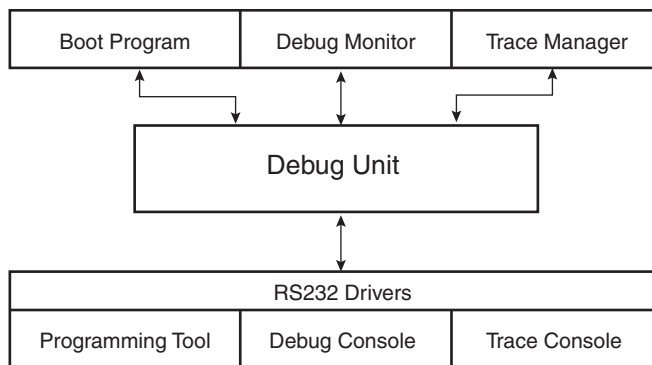 Boot Program Debug Monitor Trace Manager
Debug Unit
RS232 Drivers
Programming Tool Debug Console Trace Console